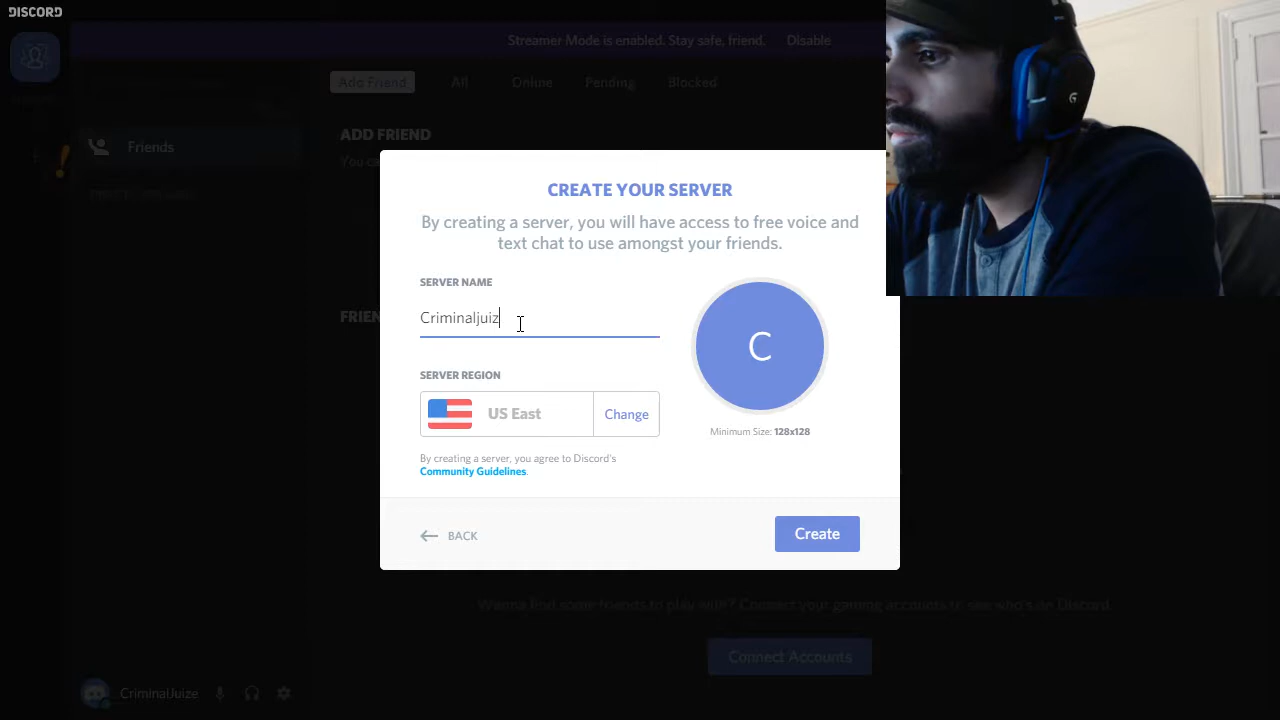 DISCORD
Streamer Mode is enabled. Stay safe, friend. Disable
Add Friend All Online Pending Blocked
ADD FRIEND
Friends
You ca
CREATE YOUR SERVER
By creating a server, you will have access to free voice and
text chat to use amongst your friends.
SERVER NAME
Criminaljuiz
C
FRIEN
SERVER REGION
US East Change
Minimum Size: 128x128
By creating a server, you agree to Discord's
Community Guidelines.
BACK
Create
Wanna find some friends to play with? Connect your gaming accounts to see who's on Discord.
Connect Accounts
CriminalJuize
G